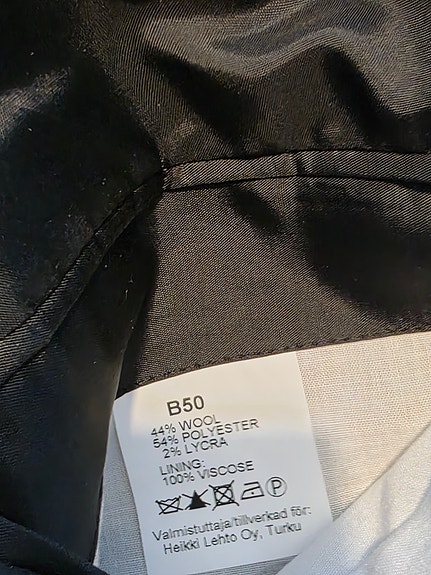 B50
44% WOOL
54% POLYESTER
2% LYCRA
LINING:
100% VISCOSE
P
Valmistuttaja/tillverkad för:
Heikki Lehto Oy, Turku